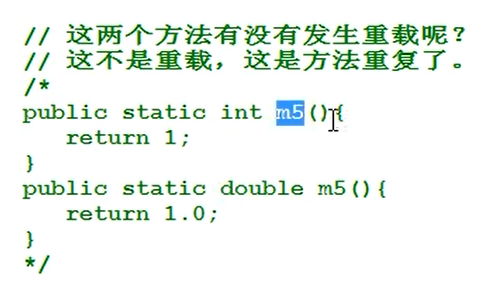 // 这两个方法有没有发生重载呢？
// 这不是重载，这是方法重复了。
/*
public static int m5(){
    return 1;
}
public static double m5(){
    return 1.0;
}
*/